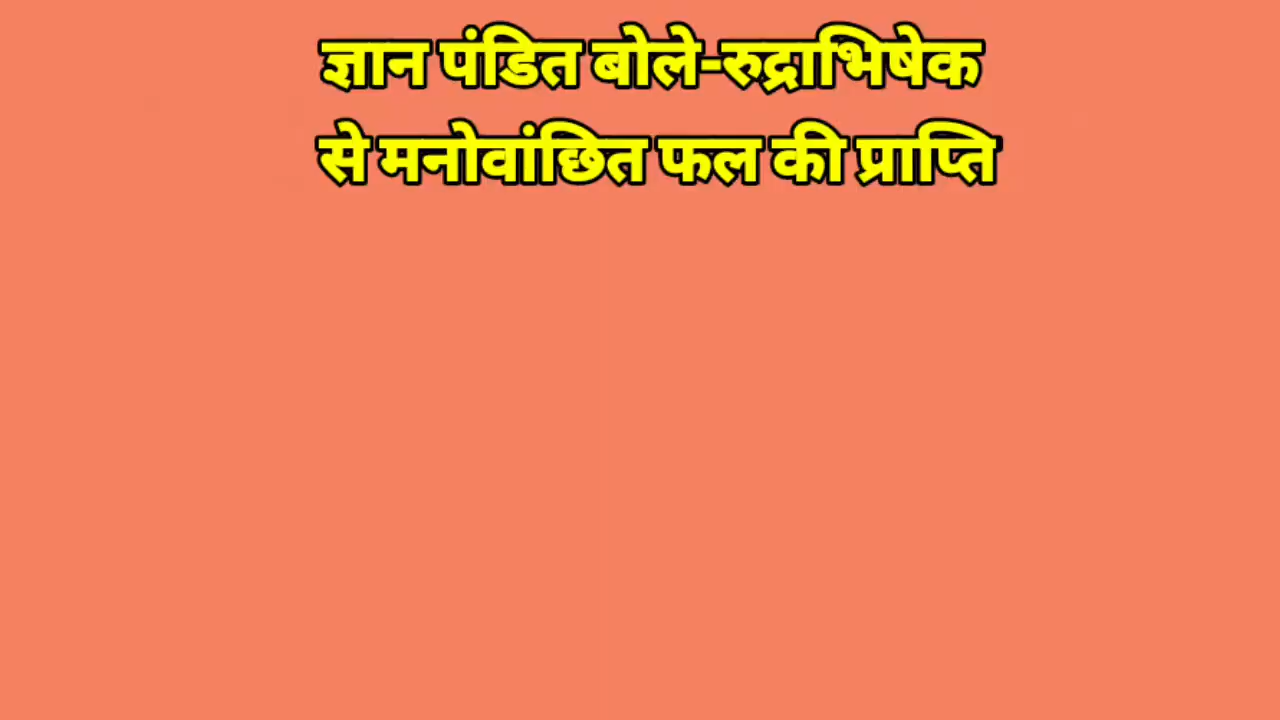 ज्ञान पंडित बोले-रुद्राभिषेक
से मनोवांछित फल की प्राप्ति